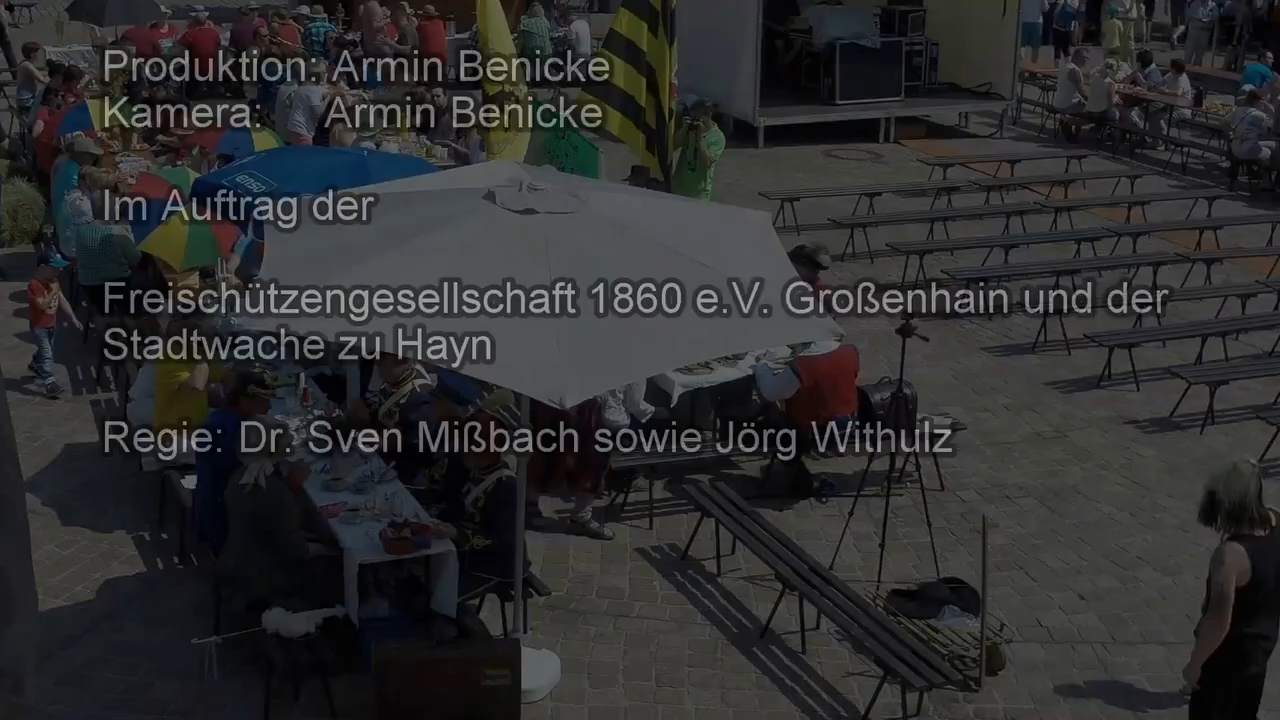 Produktion: Armin Benicke
Kamera: Armin Benicke
Im Auftrag der
enso
Freischützengesellschaft 1860 e.V. Großenhain und der
Stadtwache zu Hayn
Regie: Dr. Sven Mißbach sowie Jörg Withulz